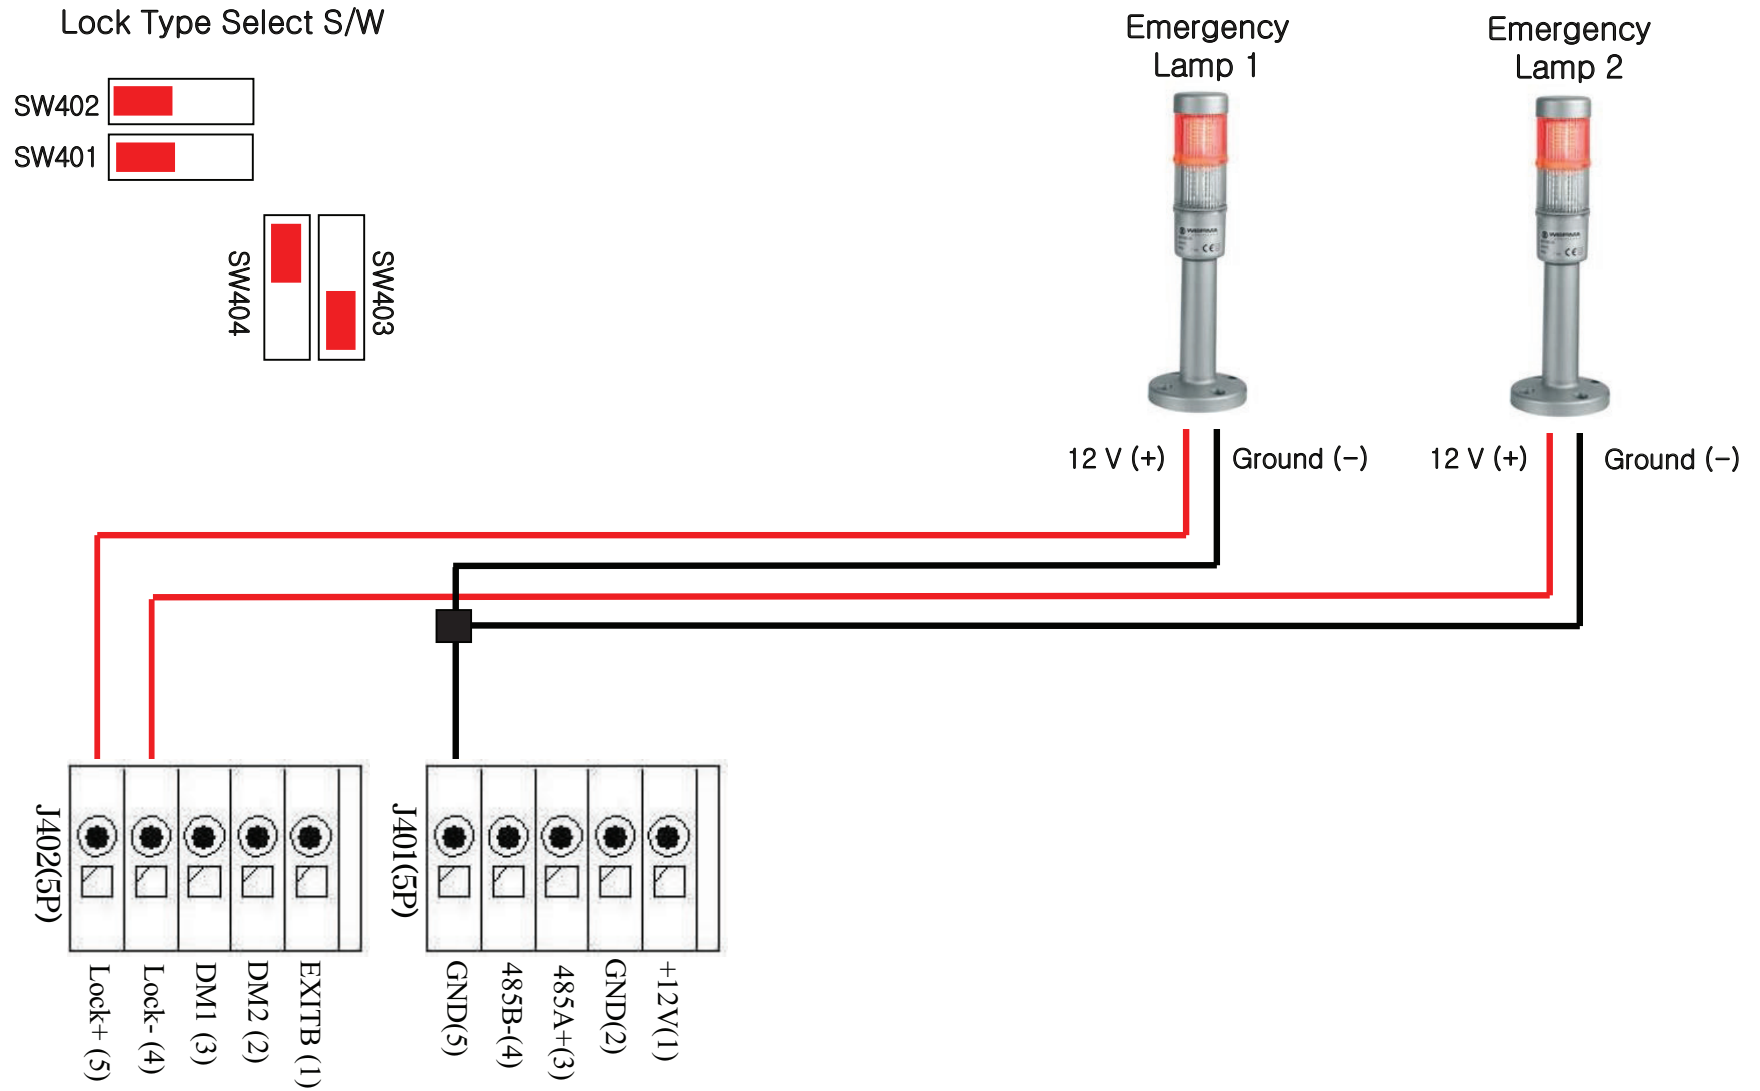 Lock Type Select S/W
SW402
SW401
SW404
SW403
Emergency
Lamp 1
Emergency
Lamp 2
12 V (+)
Ground (-)
12 V (+)
Ground (-)
J402(5P)
Lock+ (5)
Lock- (4)
DM1 (3)
DM2 (2)
EXITB (1)
J401(5P)
GND(5)
485B-(4)
485A+(3)
GND(2)
+12V(1)